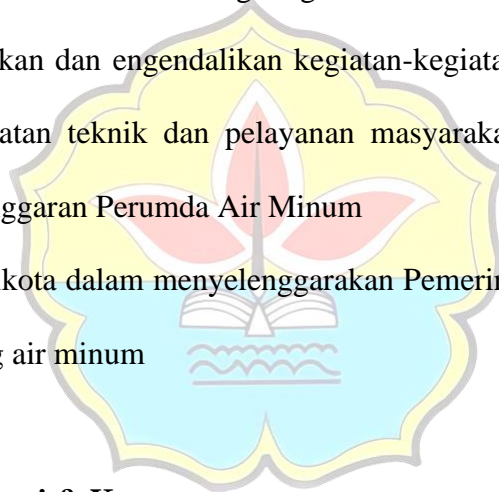 kan dan engendalikan kegiatan-kegiata
atan teknik dan pelayanan masyaraka
nggaran Perumda Air Minum
kota dalam menyelenggarakan Pemerin
g air minum